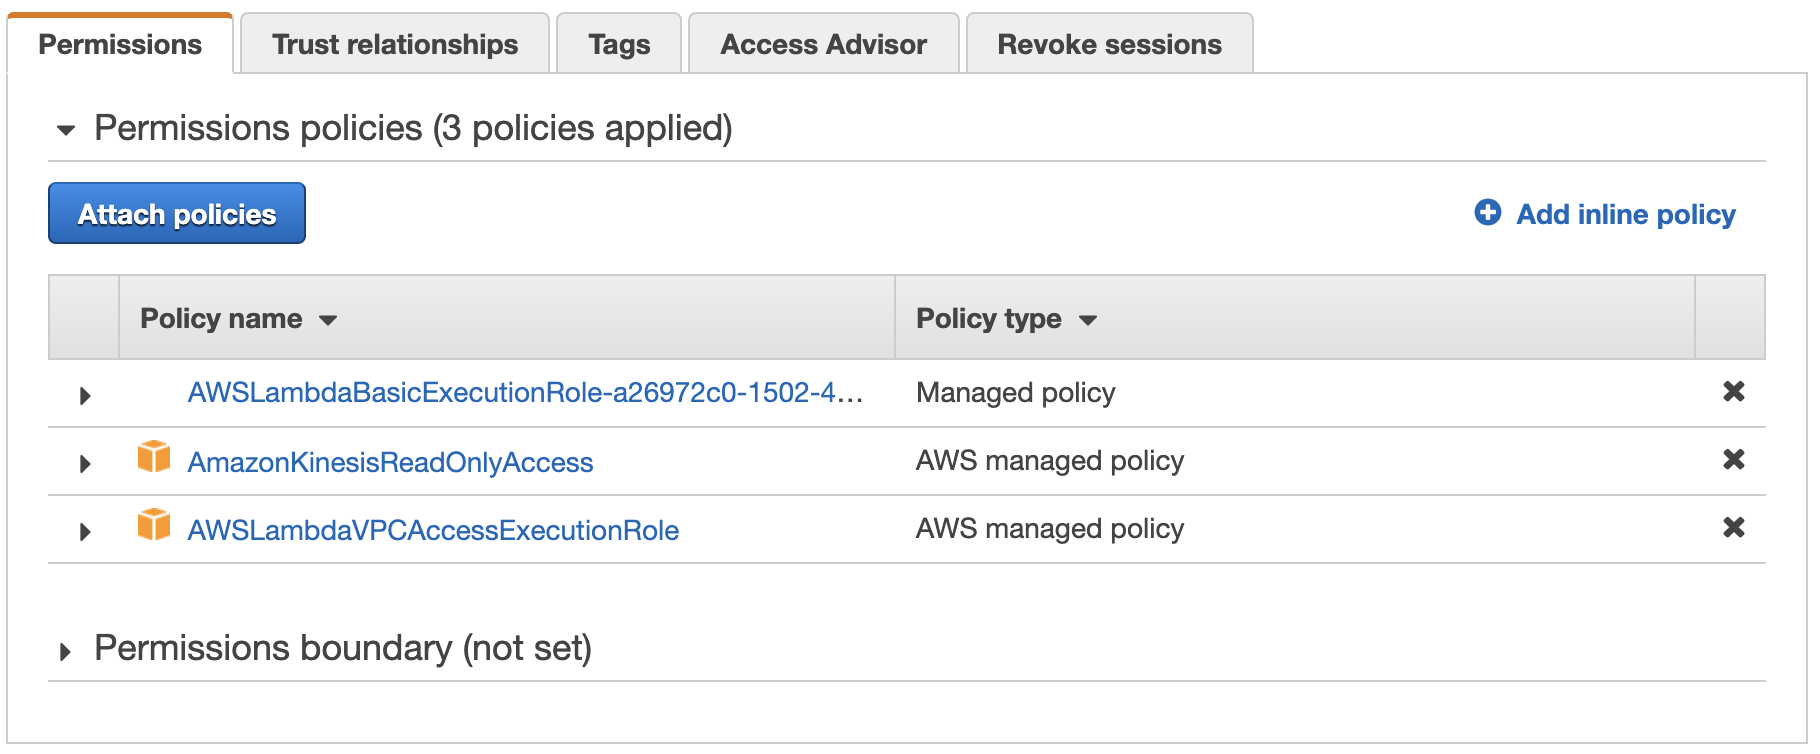 Permissions Trust relationships Tags Access Advisor Revoke sessions
Permissions policies (3 policies applied)
Attach policies Add inline policy
Policy name Policy type
AWSLambdaBasicExecutionRole-a26972c0-1502-4... Managed policy
AmazonKinesisReadOnlyAccess AWS managed policy
AWSLambdaVPCAccessExecutionRole AWS managed policy
Permissions boundary (not set)